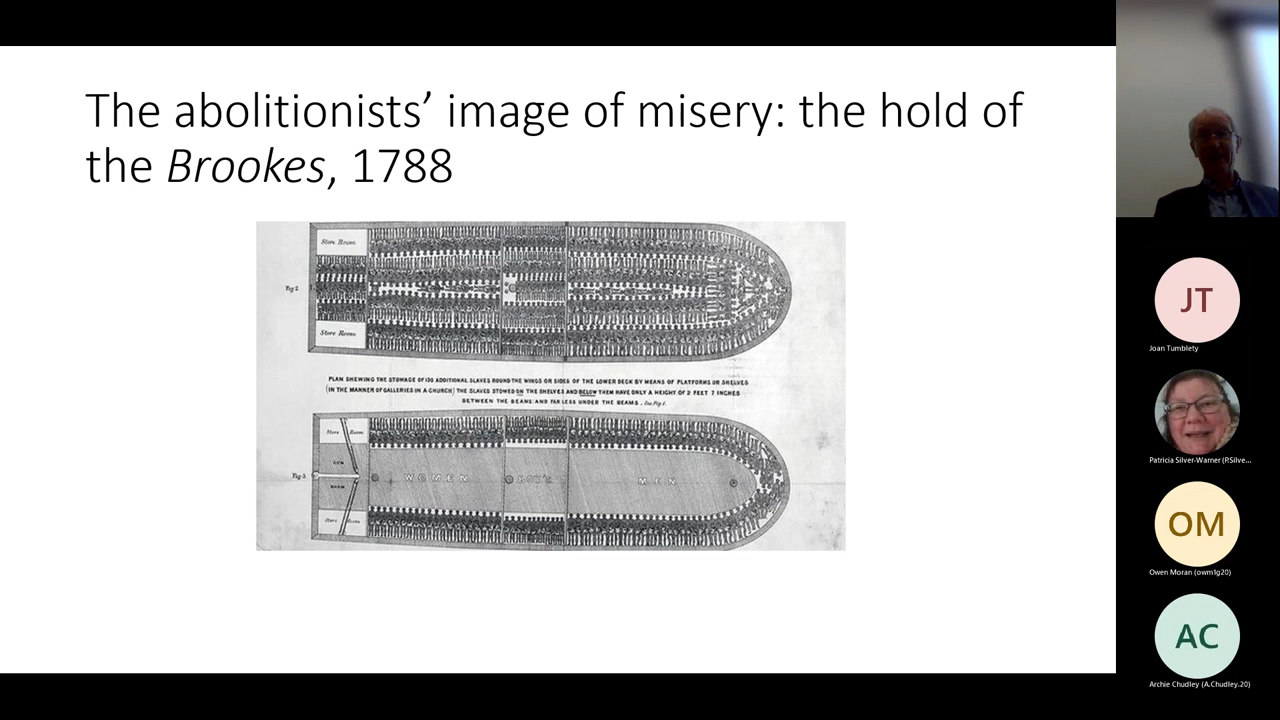 The abolitionists’ image of misery: the hold of
the Brookes, 1788
Store Room
Fig 2
Store Room
PLAN SHEWING THE STOWAGE OF 130 ADDITIONAL SLAVES ROUND THE WINGS OR SIDES OF THE LOWER DECK BY MEANS OF PLATFORMS OR SHELVES
(IN THE MANNER OF GALLERIES IN A CHURCH) THE SLAVES STOWED ON THE SHELVES AND BELOW THEM HAVE ONLY A HEIGHT OF 2 FEET 7 INCHES
BETWEEN THE BEAMS AND FAR LESS UNDER THE BEAMS. See Fig 1.
Store Room
Fig 3
WOMEN
BOYS
MEN
Store Room
JT
Joan Tumblety
Patricia Silver-Warner (P.Silve...
OM
Owen Moran (owm1g20)
AC
Archie Chudley (A.Chudley.20)